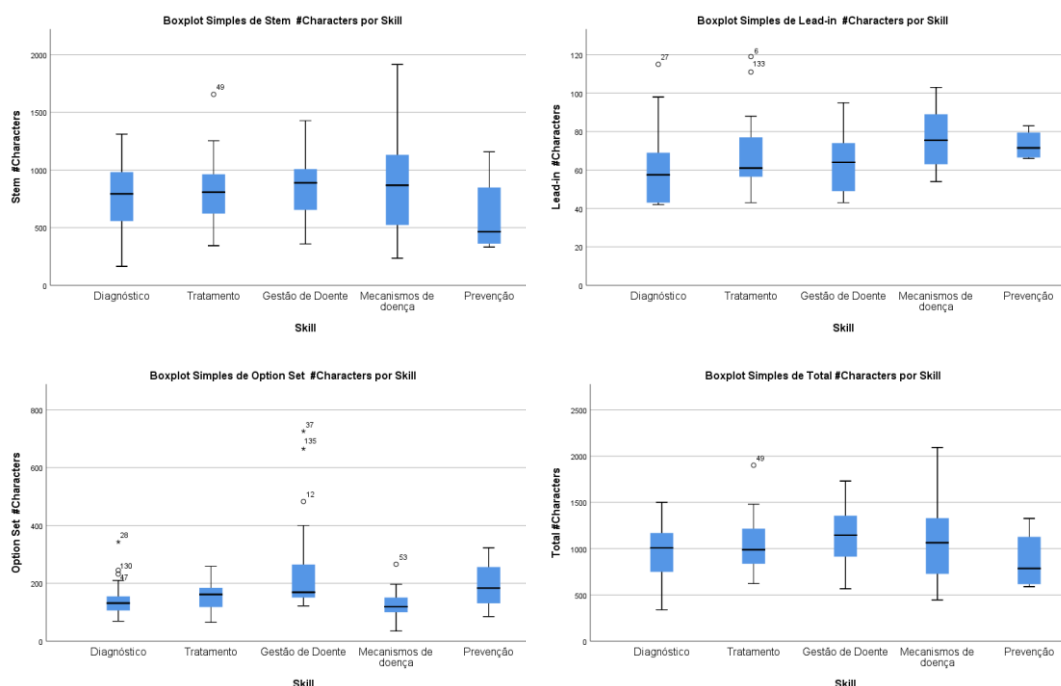 Boxplot Simples de Stem #Characters por Skill
Stem #Characters
2000
1500
1000
500
0
49
Diagnóstico Tratamento Gestão de Doente Mecanismos de doença Prevenção
Skill
Boxplot Simples de Lead-in #Characters por Skill
Lead-in #Characters
120
100
80
60
40
20
0
27
6
133
Diagnóstico Tratamento Gestão de Doente Mecanismos de doença Prevenção
Skill
Boxplot Simples de Option Set #Characters por Skill
Option Set #Characters
800
600
400
200
0
28
130
47
37
135
12
53
Diagnóstico Tratamento Gestão de Doente Mecanismos de doença Prevenção
Skill
Boxplot Simples de Total #Characters por Skill
Total #Characters
2500
2000
1500
1000
500
0
49
Diagnóstico Tratamento Gestão de Doente Mecanismos de doença Prevenção
Skill